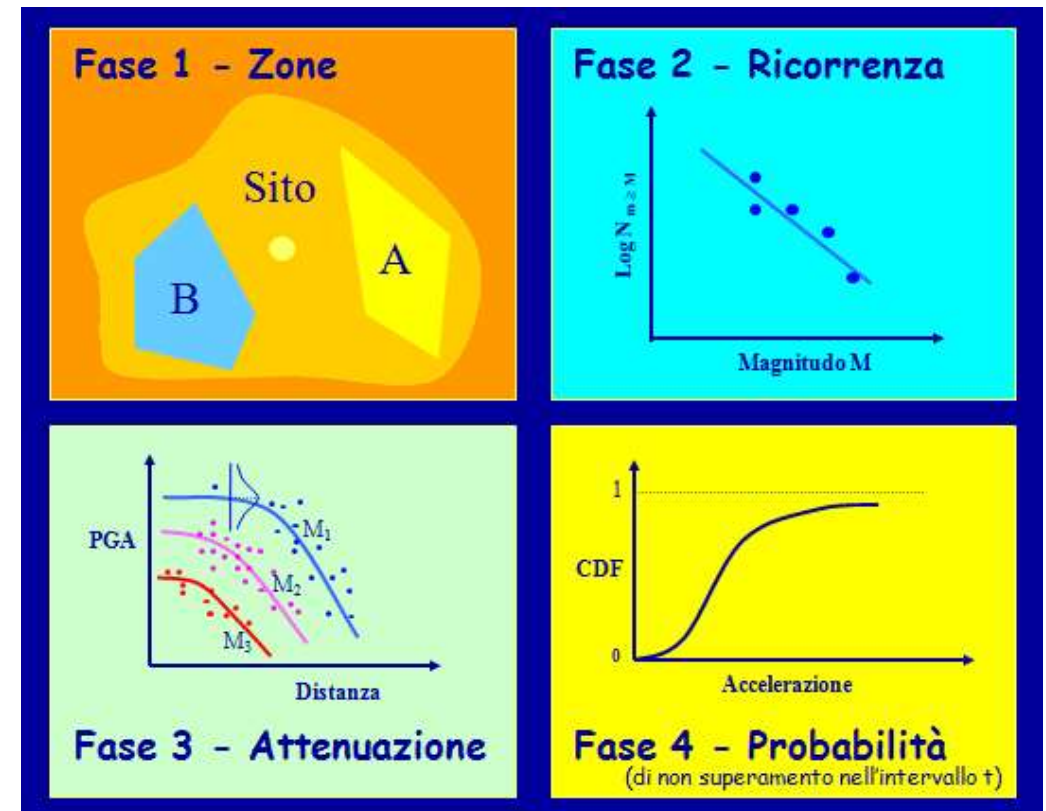 Fase 1 - Zone
Sito
A
B
Fase 2 - Ricorrenza
Log N m ≥ M
Magnitudo M
PGA
M1
M2
M3
Distanza
Fase 3 - Attenuazione
1
CDF
0
Accelerazione
Fase 4 - Probabilità
(di non superamento nell'intervallo t)